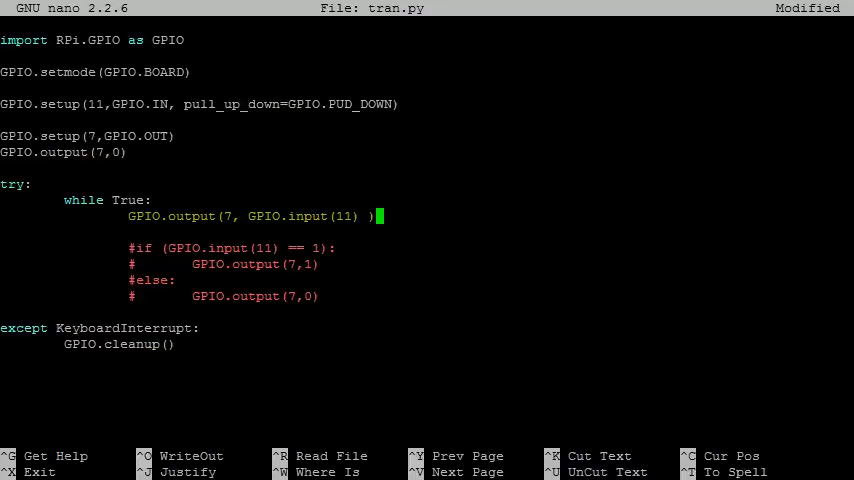 GNU nano 2.2.6 File: tran.py Modified
import RPi.GPIO as GPIO
GPIO.setmode(GPIO.BOARD)
GPIO.setup(11,GPIO.IN, pull_up_down=GPIO.PUD_DOWN)
GPIO.setup(7,GPIO.OUT)
GPIO.output(7,0)
try:
        while True:
                GPIO.output(7, GPIO.input(11) )
                #if (GPIO.input(11) == 1):
                #       GPIO.output(7,1)
                #else:
                #       GPIO.output(7,0)
except KeyboardInterrupt:
        GPIO.cleanup()
^G Get Help ^O WriteOut ^R Read File ^Y Prev Page ^K Cut Text ^C Cur Pos
^X Exit ^J Justify ^W Where Is ^V Next Page ^U UnCut Text ^T To Spell